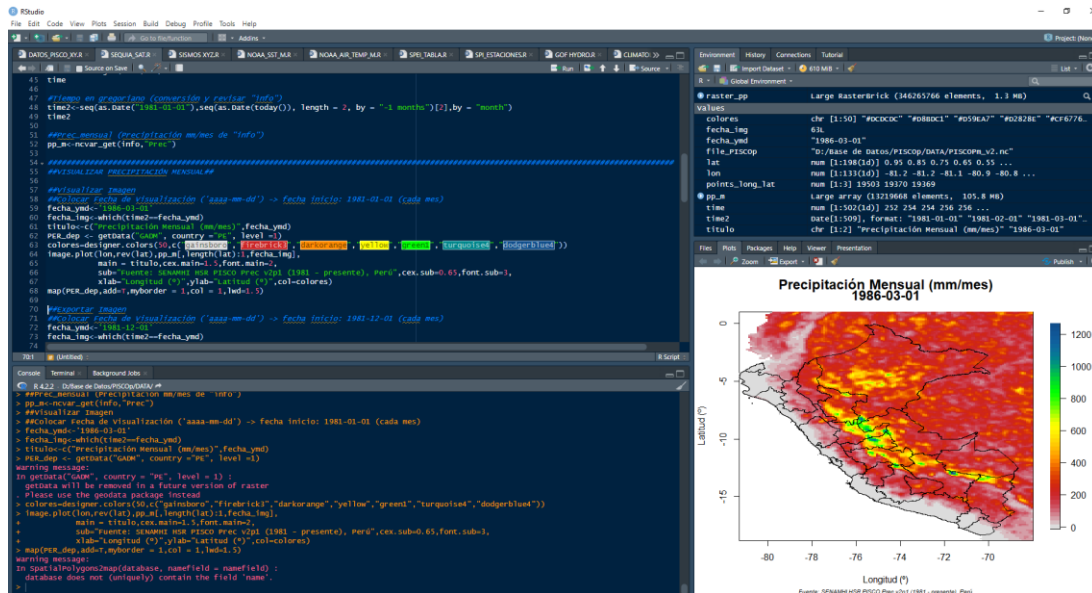 RStudio
File Edit Code View Plots Session Build Debug Profile Tools Help
Go to file/function
Addins
Project: (None
DATOS_PISCO_XY.R
SEQUIA_SAT.R
SISMOS XYZ.R
NOAA_SST_M.R
NOAA_AIR_TEMP_M.R
SPEI_TABLA.R
SPI_ESTACIONES.R
GOF HYDRO.R
CLIMATO
Source on Save
Run
Source
45 time
46
47 #Tiempo en gregoriano (conversión y revisar "info")
48 time2<-seq(as.Date("1981-01-01"),seq(as.Date(today()), length = 2, by = "-1 months")[2],by = "month")
49 time2
50
51 ##Prec_mensual (Precipitación mm/mes de "info")
52 pp_m<-ncvar_get(info,"Prec")
53
54
55 ##VISUALIZAR PRECIPITACIÓN MENSUAL##
56
57 ##Visualizar Imagen
58 ##Colocar Fecha de Visualización ('aaaa-mm-dd') -> fecha inicio: 1981-01-01 (cada mes)
59 fecha_ymd<-'1986-03-01'
60 fecha_img<-which(time2==fecha_ymd)
61 titulo<-c("Precipitación Mensual (mm/mes)",fecha_ymd)
62 PER_dep <- getData("GADM", country ="PE", level =1)
63 colores=designer.colors(50,c("gainsboro","firebrick3","darkorange","yellow","green1","turquoise4","dodgerblue4"))
64 image.plot(lon,rev(lat),pp_m[,length(lat):1,fecha_img],
65 main = titulo,cex.main=1.5,font.main=2,
66 sub="Fuente: SENAMHI HSR PISCO Prec v2p1 (1981 - presente), Perú",cex.sub=0.65,font.sub=3,
67 xlab="Longitud (º)",ylab="Latitud (º)",col=colores)
68 map(PER_dep,add=T,myborder = 1,col = 1,lwd=1.5)
69
70 ##Exportar Imagen
71 ##Colocar Fecha de Visualización ('aaaa-mm-dd') -> fecha inicio: 1981-12-01 (cada mes)
72 fecha_ymd<-'1981-12-01'
73 fecha_img<-which(time2==fecha_ymd)
74
70:1 (Untitled) R Script
Console Terminal Background Jobs
R 4.2.2 . D:/Base de Datos/PISCOp/DATA/
> ##Prec_mensual (Precipitación mm/mes de "info")
> pp_m<-ncvar_get(info,"Prec")
> ##Visualizar Imagen
> ##Colocar Fecha de Visualización ('aaaa-mm-dd') -> fecha inicio: 1981-01-01 (cada mes)
> fecha_ymd<-'1986-03-01'
> fecha_img<-which(time2==fecha_ymd)
> titulo<-c("Precipitación Mensual (mm/mes)",fecha_ymd)
> PER_dep <- getData("GADM", country ="PE", level =1)
Warning message:
In getData("GADM", country = "PE", level = 1) :
getData will be removed in a future version of raster
. Please use the geodata package instead
> colores=designer.colors(50,c("gainsboro","firebrick3","darkorange","yellow","green1","turquoise4","dodgerblue4"))
> image.plot(lon,rev(lat),pp_m[,length(lat):1,fecha_img],
+ main = titulo,cex.main=1.5,font.main=2,
+ sub="Fuente: SENAMHI HSR PISCO Prec v2p1 (1981 - presente), Perú",cex.sub=0.65,font.sub=3,
+ xlab="Longitud (º)",ylab="Latitud (º)",col=colores)
> map(PER_dep,add=T,myborder = 1,col = 1,lwd=1.5)
Warning message:
In SpatialPolygons2map(database, namefield = namefield) :
database does not (uniquely) contain the field 'name'.
>
Environment History Connections Tutorial
Import Dataset 610 MiB List
R Global Environment
raster_pp Large RasterBrick (346265766 elements, 1.3 MB)
Values
colores chr [1:50] "#DCDCDC" "#D8BDC1" "#D59EA7" "#D2828E" "#CF6776…
fecha_img 63L
fecha_ymd "1986-03-01"
file_PISCOp "D:/Base de Datos/PISCOp/DATA/PISCOpm_v2.nc"
lat num [1:198(1d)] 0.95 0.85 0.75 0.65 0.55 ...
lon num [1:133(1d)] -81.2 -81.2 -81.1 -80.9 -80.8 ...
points_long_lat num [1:3] 19503 19370 19369
pp_m Large array (13219668 elements, 105.8 MB)
time num [1:502(1d)] 252 254 254 256 256 ...
time2 Date[1:509], format: "1981-01-01" "1981-02-01" "1981-03-01"…
titulo chr [1:2] "Precipitación Mensual (mm/mes)" "1986-03-01"
Files Plots Packages Help Viewer Presentation
Zoom Export Publish
Precipitación Mensual (mm/mes)
1986-03-01
Latitud (º)
0
-5
-10
-15
-80 -78 -76 -74 -72 -70
Longitud (º)
Fuente: SENAMHI HSR PISCO Prec v2p1 (1981 - presente), Perú
1200
1000
800
600
400
200
0